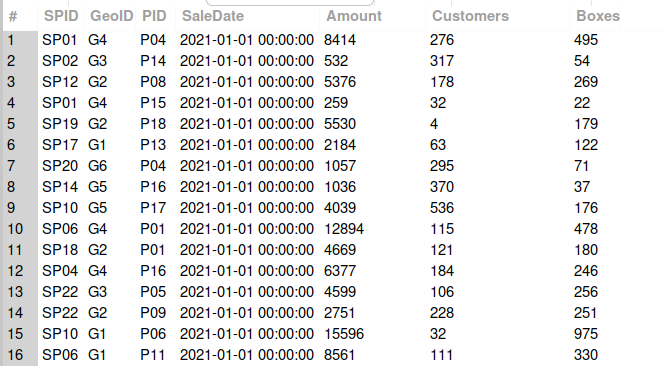 # SPID GeoID PID SaleDate Amount Customers Boxes
1 SP01 G4 P04 2021-01-01 00:00:00 8414 276 495
2 SP02 G3 P14 2021-01-01 00:00:00 532 317 54
3 SP12 G2 P08 2021-01-01 00:00:00 5376 178 269
4 SP01 G4 P15 2021-01-01 00:00:00 259 32 22
5 SP19 G2 P18 2021-01-01 00:00:00 5530 4 179
6 SP17 G1 P13 2021-01-01 00:00:00 2184 63 122
7 SP20 G6 P04 2021-01-01 00:00:00 1057 295 71
8 SP14 G5 P16 2021-01-01 00:00:00 1036 370 37
9 SP10 G5 P17 2021-01-01 00:00:00 4039 536 176
10 SP06 G4 P01 2021-01-01 00:00:00 12894 115 478
11 SP18 G2 P01 2021-01-01 00:00:00 4669 121 180
12 SP04 G4 P16 2021-01-01 00:00:00 6377 184 246
13 SP22 G3 P05 2021-01-01 00:00:00 4599 106 256
14 SP22 G2 P09 2021-01-01 00:00:00 2751 228 251
15 SP10 G1 P06 2021-01-01 00:00:00 15596 32 975
16 SP06 G1 P11 2021-01-01 00:00:00 8561 111 330